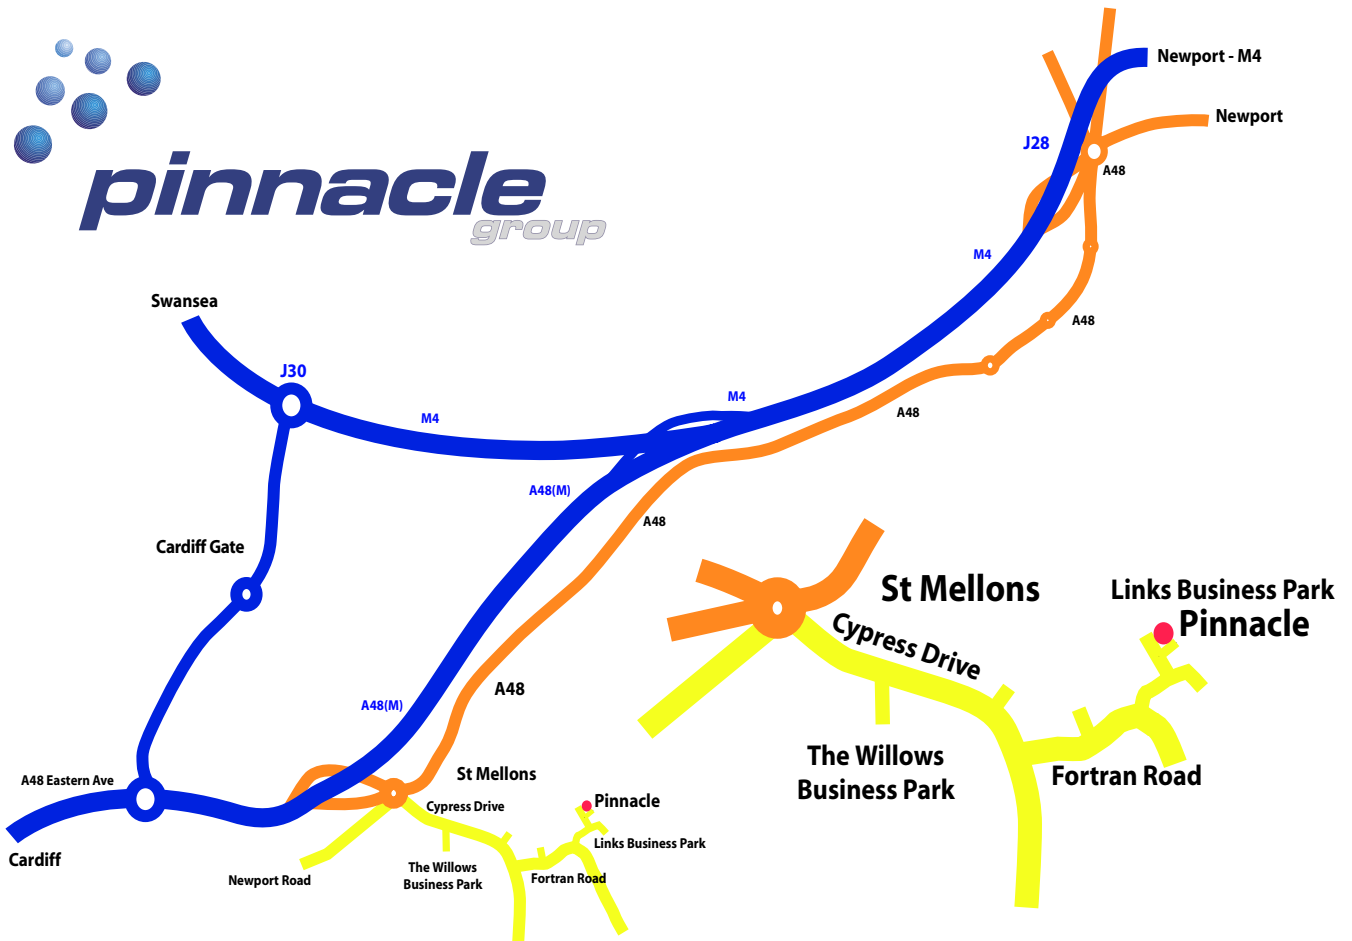 pinnacle
group
Newport - M4
Newport
J28
A48
M4
A48
Swansea
J30
M4
M4
A48
A48(M)
A48
Cardiff Gate
A48(M)
A48
A48 Eastern Ave
Cardiff
St Mellons
Cypress Drive
Pinnacle
Links Business Park
The Willows
Business Park
Fortran Road
Newport Road
St Mellons
Cypress Drive
Links Business Park
Pinnacle
The Willows
Business Park
Fortran Road